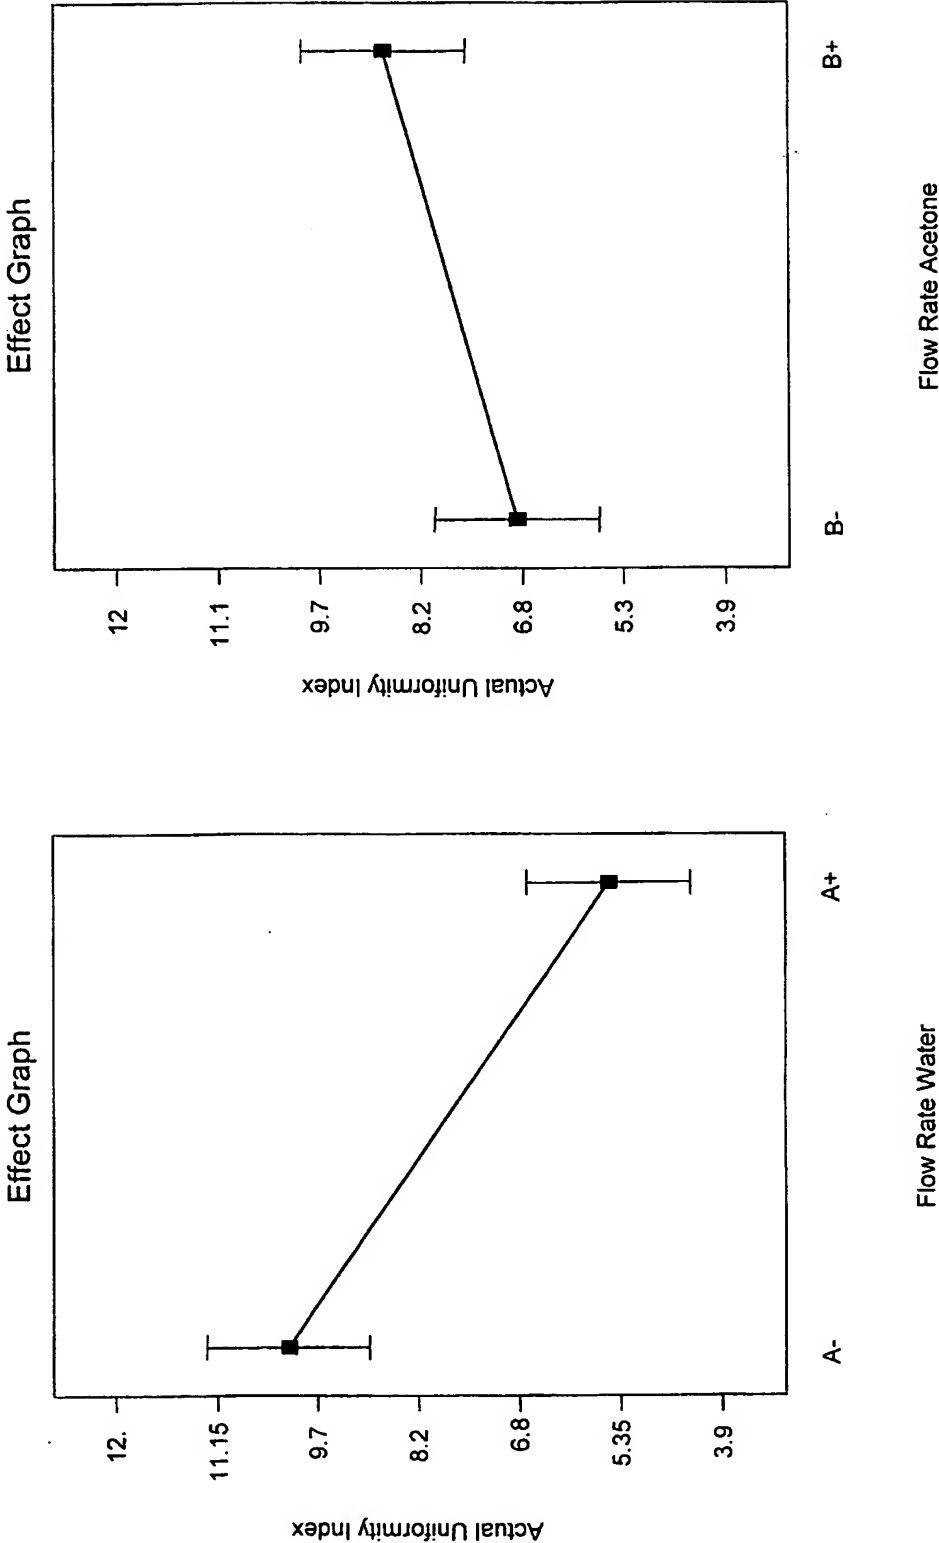 Effect Graph
Actual Uniformity Index
12.
11.15
9.7
8.2
6.8
5.35
3.9
A-
A+
Flow Rate Water
Effect Graph
Actual Uniformity Index
12
11.1
9.7
8.2
6.8
5.3
3.9
B-
B+
Flow Rate Acetone